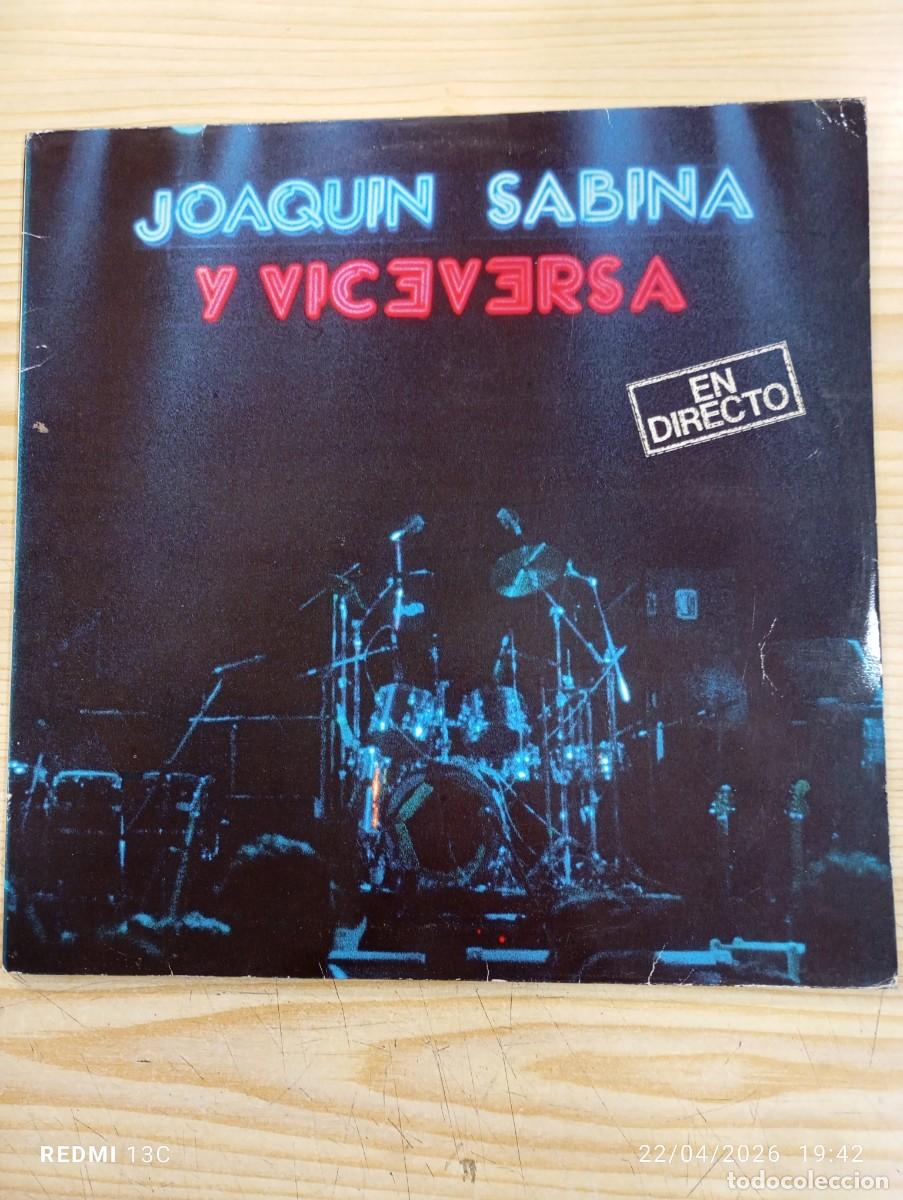 JOAQUIN SABINA
Y VICEVERSA
EN
DIRECTO
REDMI 13C
22/04/2026 19:42
todocoleccion